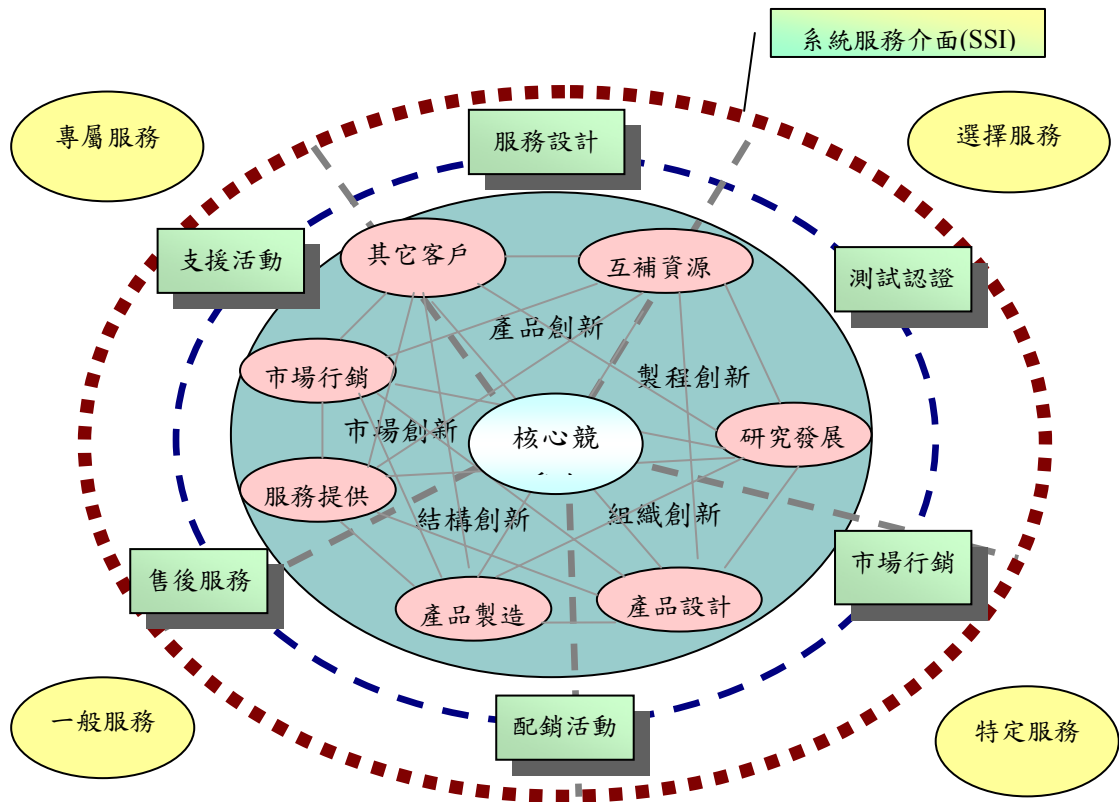 系統服務介面(SSI)
專屬服務
服務設計
選擇服務
支援活動
其它客戶
互補資源
測試認證
產品創新
市場行銷
製程創新
市場創新
核心競
研究發展
服務提供
結構創新
組織創新
售後服務
市場行銷
產品製造
產品設計
一般服務
配銷活動
特定服務